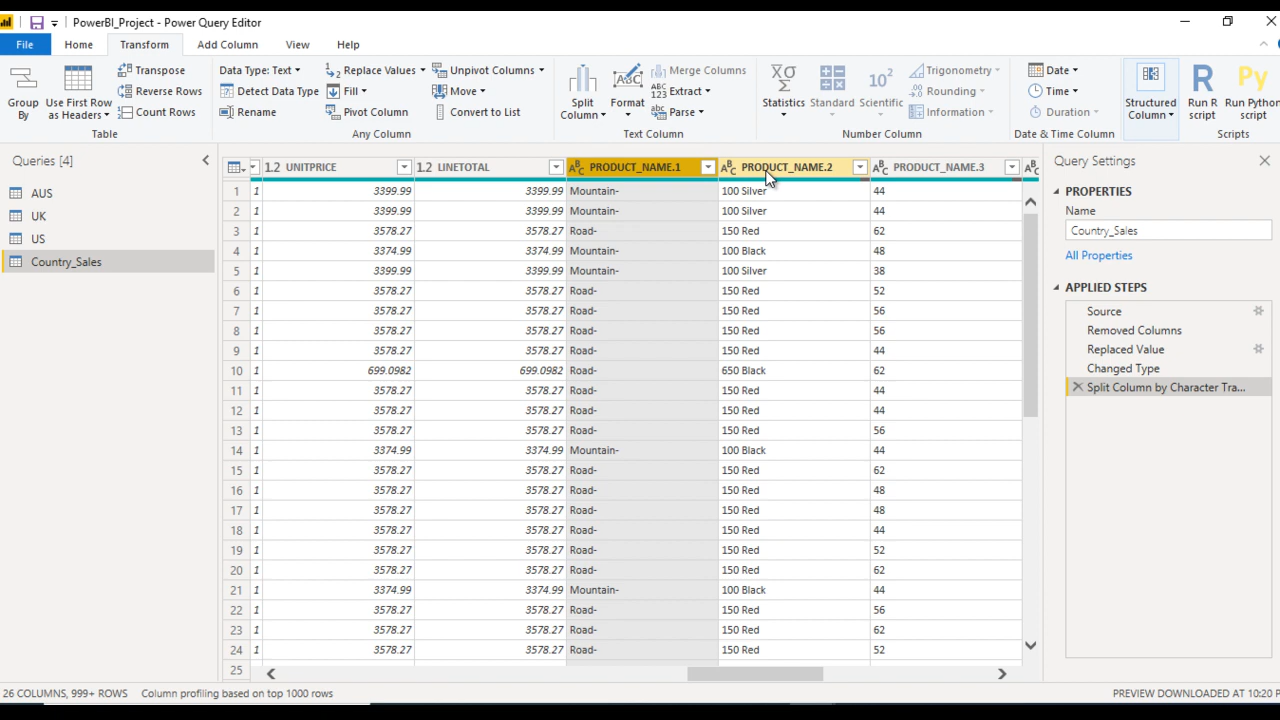 PowerBI_Project - Power Query Editor
File Home Transform Add Column View Help
Group By
Use First Row as Headers
Transpose
Reverse Rows
Count Rows
Table
Data Type: Text
Detect Data Type
Rename
Replace Values
Fill
Pivot Column
Unpivot Columns
Move
Convert to List
Any Column
Split Column
Format
ABC
Merge Columns
Extract
Parse
Text Column
Statistics
Standard
Scientific
10²
Trigonometry
Rounding
Information
Number Column
Date
Time
Duration
Date & Time Column
Structured Column
R
Run R script
Py
Run Python script
Scripts
Queries [4]
AUS
UK
US
Country_Sales
1.2 UNITPRICE 1.2 LINETOTAL ABC PRODUCT_NAME.1 ABC PRODUCT_NAME.2 ABC PRODUCT_NAME.3 ABC
1 1 3399.99 3399.99 Mountain- 100 Silver 44
2 1 3399.99 3399.99 Mountain- 100 Silver 44
3 1 3578.27 3578.27 Road- 150 Red 62
4 1 3374.99 3374.99 Mountain- 100 Black 48
5 1 3399.99 3399.99 Mountain- 100 Silver 38
6 1 3578.27 3578.27 Road- 150 Red 52
7 1 3578.27 3578.27 Road- 150 Red 56
8 1 3578.27 3578.27 Road- 150 Red 56
9 1 3578.27 3578.27 Road- 150 Red 44
10 1 699.0982 699.0982 Road- 650 Black 62
11 1 3578.27 3578.27 Road- 150 Red 44
12 1 3578.27 3578.27 Road- 150 Red 44
13 1 3578.27 3578.27 Road- 150 Red 56
14 1 3374.99 3374.99 Mountain- 100 Black 44
15 1 3578.27 3578.27 Road- 150 Red 62
16 1 3578.27 3578.27 Road- 150 Red 48
17 1 3578.27 3578.27 Road- 150 Red 48
18 1 3578.27 3578.27 Road- 150 Red 44
19 1 3578.27 3578.27 Road- 150 Red 52
20 1 3578.27 3578.27 Road- 150 Red 62
21 1 3374.99 3374.99 Mountain- 100 Black 44
22 1 3578.27 3578.27 Road- 150 Red 56
23 1 3578.27 3578.27 Road- 150 Red 62
24 1 3578.27 3578.27 Road- 150 Red 52
25
Query Settings
PROPERTIES
Name
Country_Sales
All Properties
APPLIED STEPS
Source
Removed Columns
Replaced Value
Changed Type
Split Column by Character Tra...
26 COLUMNS, 999+ ROWS Column profiling based on top 1000 rows PREVIEW DOWNLOADED AT 10:20 P